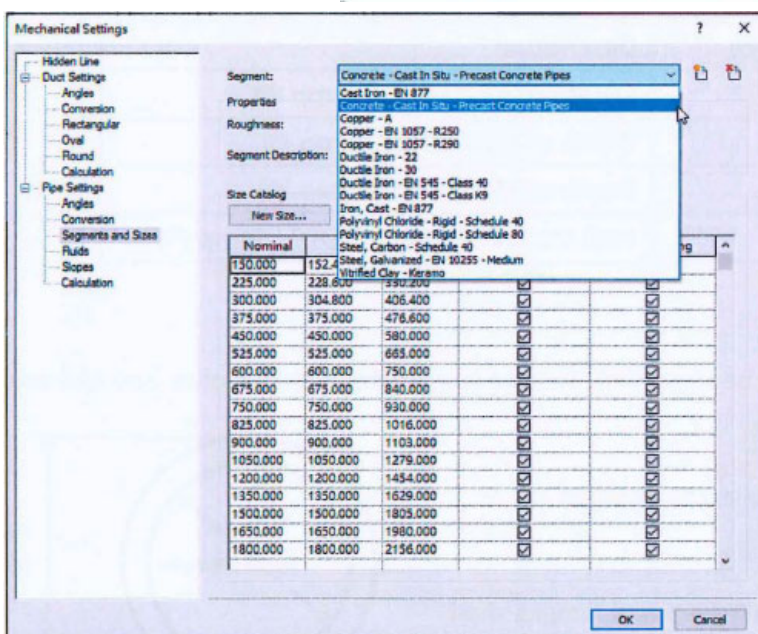 Mechanical Settings ? X
Hidden Line
Duct Settings
Angles
Conversion
Rectangular
Oval
Round
Calculation
Pipe Settings
Angles
Conversion
Segments and Sizes
Fluids
Slopes
Calculation
Segment: Concrete - Cast In Situ - Precast Concrete Pipes
Cast Iron - EN 877
Concrete - Cast In Situ - Precast Concrete Pipes
Copper - A
Copper - EN 1057 - R250
Copper - EN 1057 - R290
Ductile Iron - 22
Ductile Iron - 30
Ductile Iron - EN 545 - Class 40
Ductile Iron - EN 545 - Class K9
Iron, Cast - EN 877
Polyvinyl Chloride - Rigid - Schedule 40
Polyvinyl Chloride - Rigid - Schedule 80
Steel, Carbon - Schedule 40
Steel, Galvanized - EN 10255 - Medium
Vitrified Clay - Keramo
Properties
Roughness:
Segment Description:
Size Catalog
New Size...
Nominal ng
150.000 152.4
225.000 228.600 330.200
300.000 304.800 406.400
375.000 375.000 476.600
450.000 450.000 580.000
525.000 525.000 665.000
600.000 600.000 750.000
675.000 675.000 840.000
750.000 750.000 930.000
825.000 825.000 1016.000
900.000 900.000 1103.000
1050.000 1050.000 1279.000
1200.000 1200.000 1454.000
1350.000 1350.000 1629.000
1500.000 1500.000 1805.000
1650.000 1650.000 1980.000
1800.000 1800.000 2156.000
OK Cancel